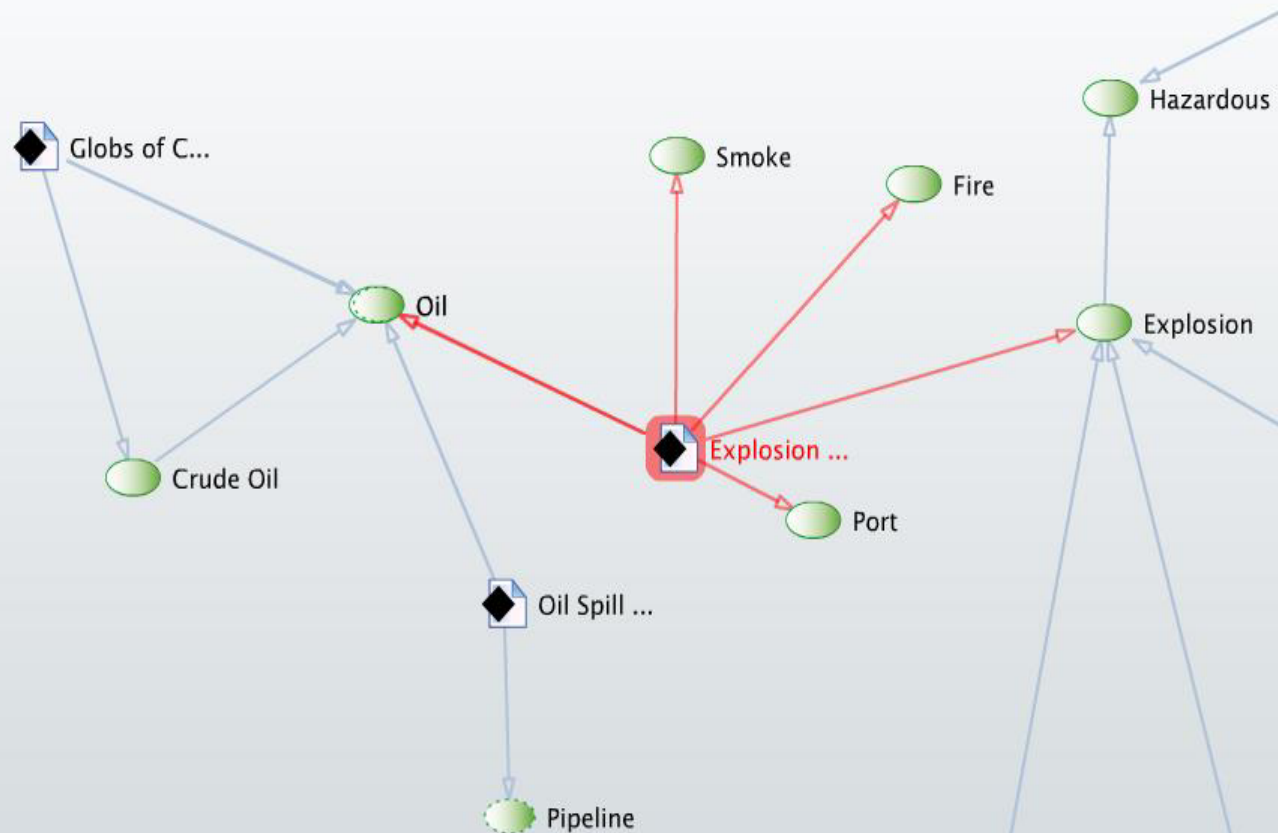 Hazardous
Globs of C...
Smoke
Fire
Oil
Explosion
Explosion ...
Crude Oil
Port
Oil Spill ...
Pipeline